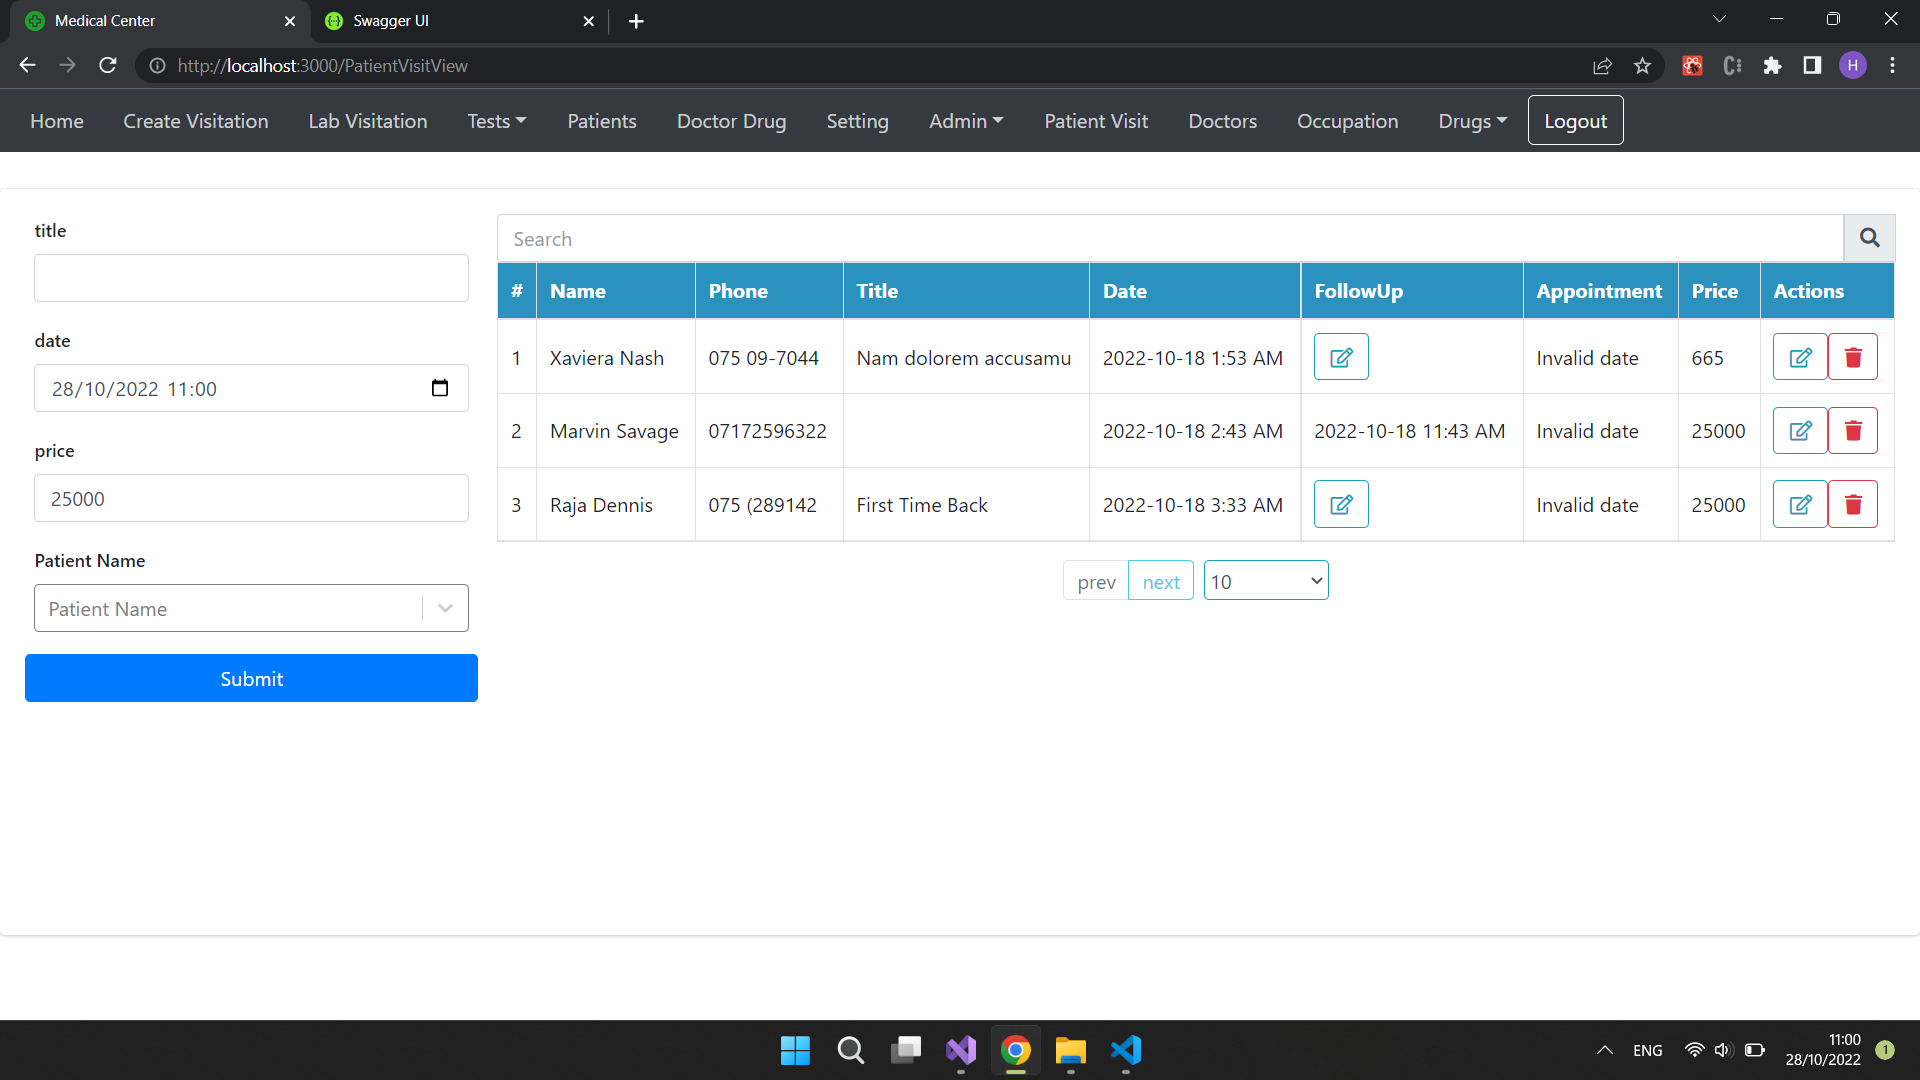 Medical Center
Swagger UI
http://localhost:3000/PatientVisitView
H
Home Create Visitation Lab Visitation Tests Patients Doctor Drug Setting Admin Patient Visit Doctors Occupation Drugs Logout
title
date
28/10/2022 11:00
price
25000
Patient Name
Patient Name
Submit
Search
# Name Phone Title Date FollowUp Appointment Price Actions
1 Xaviera Nash 075 09-7044 Nam dolorem accusamu 2022-10-18 1:53 AM Invalid date 665
2 Marvin Savage 07172596322 2022-10-18 2:43 AM 2022-10-18 11:43 AM Invalid date 25000
3 Raja Dennis 075 (289142 First Time Back 2022-10-18 3:33 AM Invalid date 25000
prev next 10
ENG
11:00
28/10/2022
1